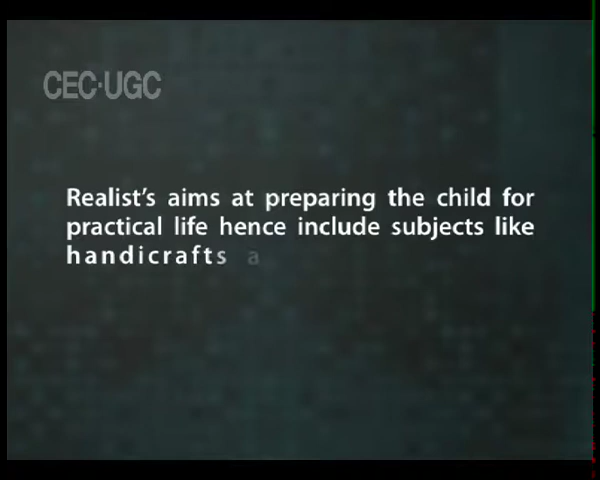 CEC-UGC
Realist's aims at preparing the child for
practical life hence include subjects like
handicrafts a